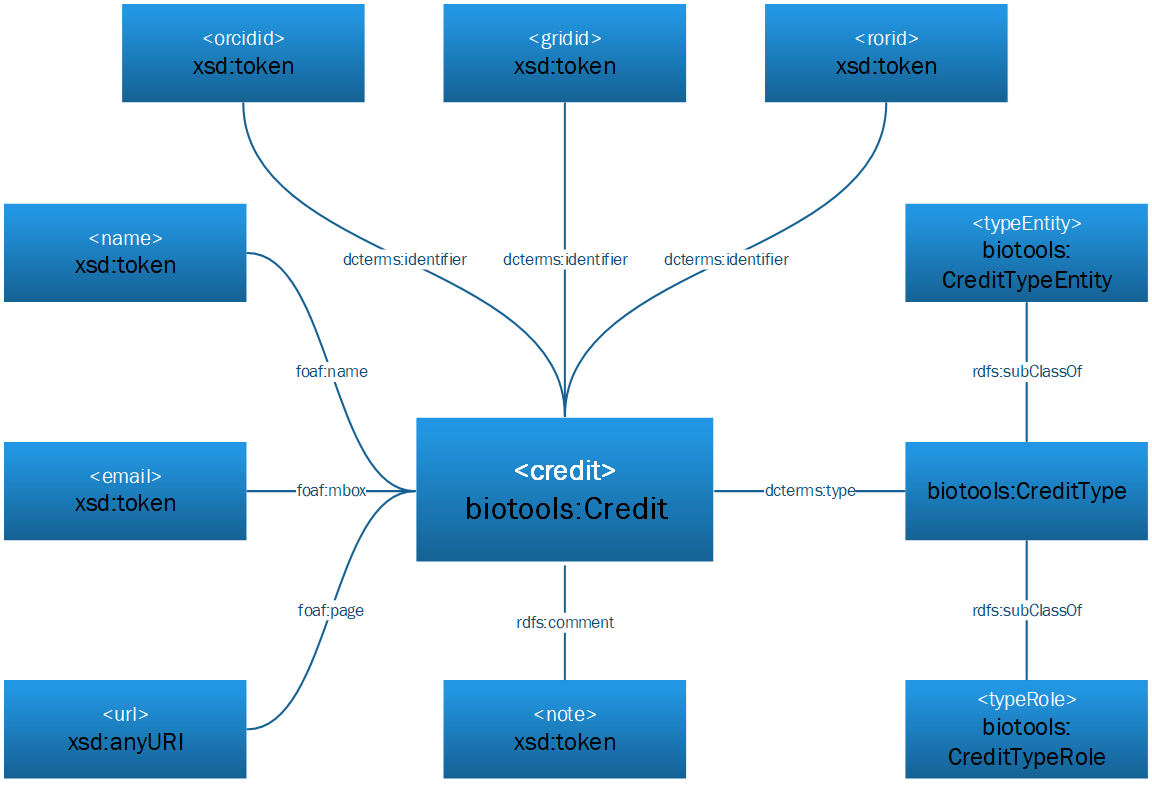 <orcidid>
xsd:token
<gridid>
xsd:token
<rorid>
xsd:token
<name>
xsd:token
<typeEntity>
biotools:
CreditTypeEntity
dcterms:identifier
dcterms:identifier
dcterms:identifier
foaf:name
rdfs:subClassOf
<email>
xsd:token
foaf:mbox
<credit>
biotools:Credit
dcterms:type
biotools:CreditType
foaf:page
rdfs:comment
rdfs:subClassOf
<url>
xsd:anyURI
<note>
xsd:token
<typeRole>
biotools:
CreditTypeRole